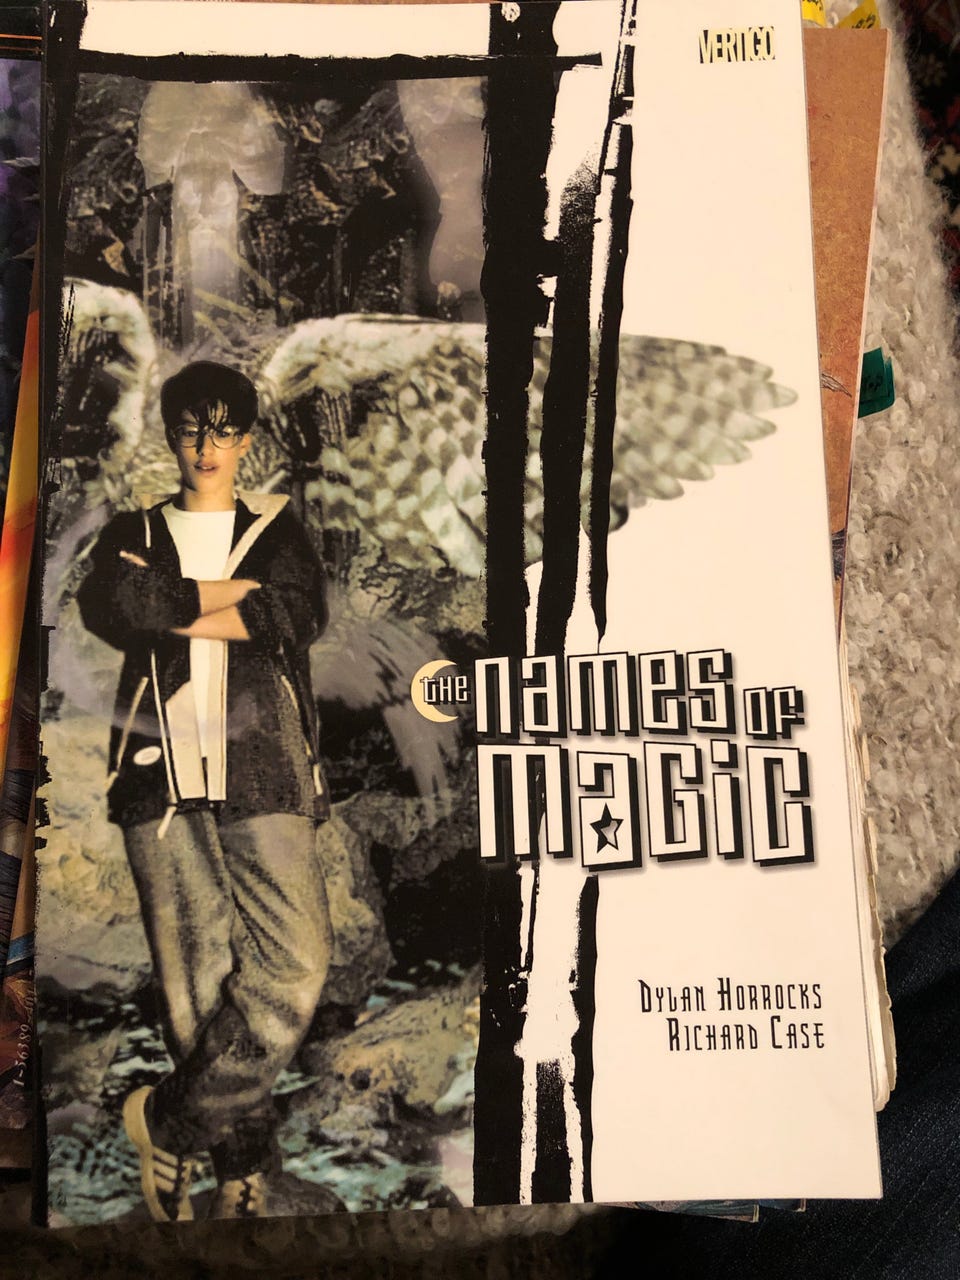 VERTIGO
the names of
magic
Dylan Horrocks
Richard Case